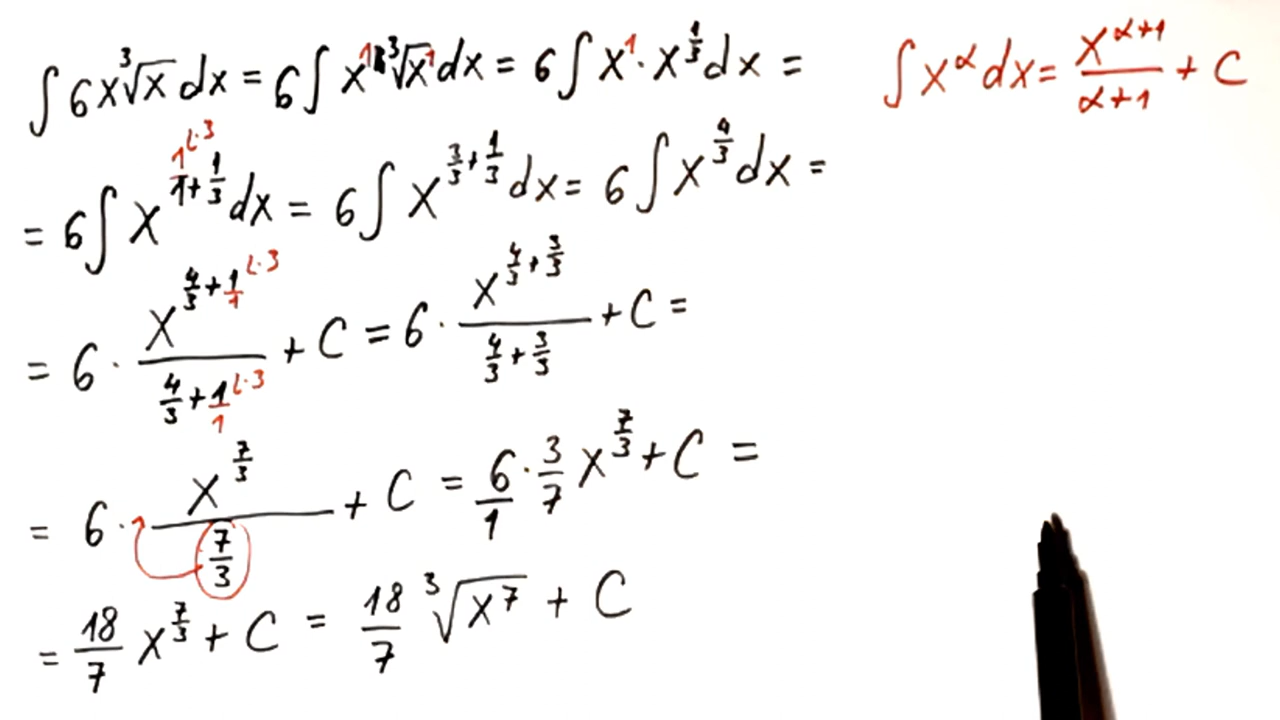 ∫ 6x ∛x dx = 6 ∫ x¹ ∛x¹ dx = 6 ∫ x¹ · x^(1/3) dx =
∫ x^α dx = x^(α+1)/(α+1) + C
= 6 ∫ x^(1/1+1/3) dx = 6 ∫ x^(3/3+1/3) dx = 6 ∫ x^(4/3) dx =
= 6 · x^(4/3+1/1)/(4/3+1/1) + C = 6 · x^(4/3+3/3)/(4/3+3/3) + C =
= 6 · x^(7/3)/(7/3) + C = 6/1 · 3/7 x^(7/3) + C =
= 18/7 x^(7/3) + C = 18/7 ∛x⁷ + C